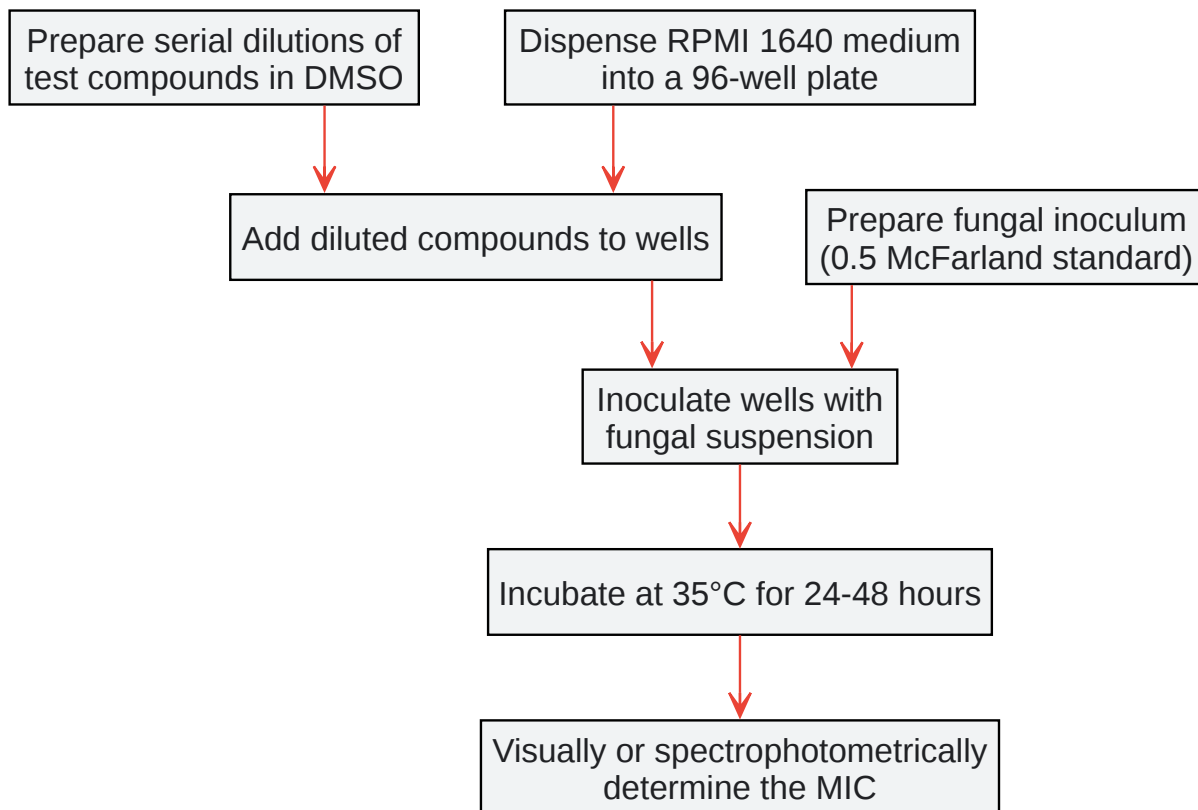 Prepare serial dilutions of
test compounds in DMSO
Dispense RPMI 1640 medium
into a 96-well plate
Add diluted compounds to wells
Prepare fungal inoculum
(0.5 McFarland standard)
Inoculate wells with
fungal suspension
Incubate at 35°C for 24-48 hours
Visually or spectrophotometrically
determine the MIC